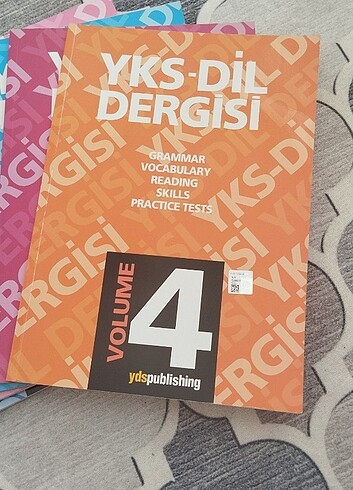 YKS-DİL
DERGİSİ
GRAMMAR
VOCABULARY
READING
SKILLS
PRACTICE TESTS
VOLUME
4
ydspublishing